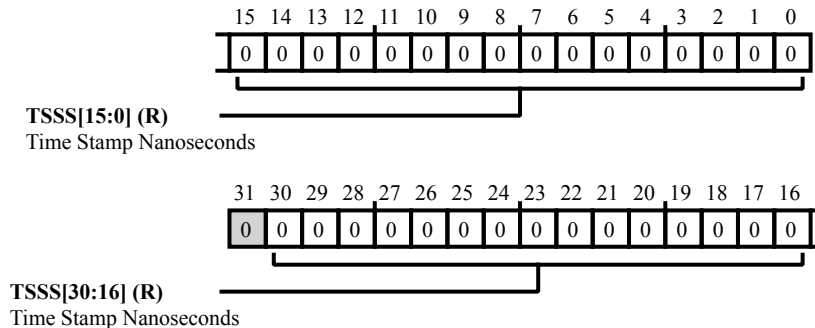 15 14 13 12 11 10 9 8 7 6 5 4 3 2 1 0
0 0 0 0 0 0 0 0 0 0 0 0 0 0 0 0
TSSS[15:0] (R)
Time Stamp Nanoseconds
31 30 29 28 27 26 25 24 23 22 21 20 19 18 17 16
0 0 0 0 0 0 0 0 0 0 0 0 0 0 0 0
TSSS[30:16] (R)
Time Stamp Nanoseconds